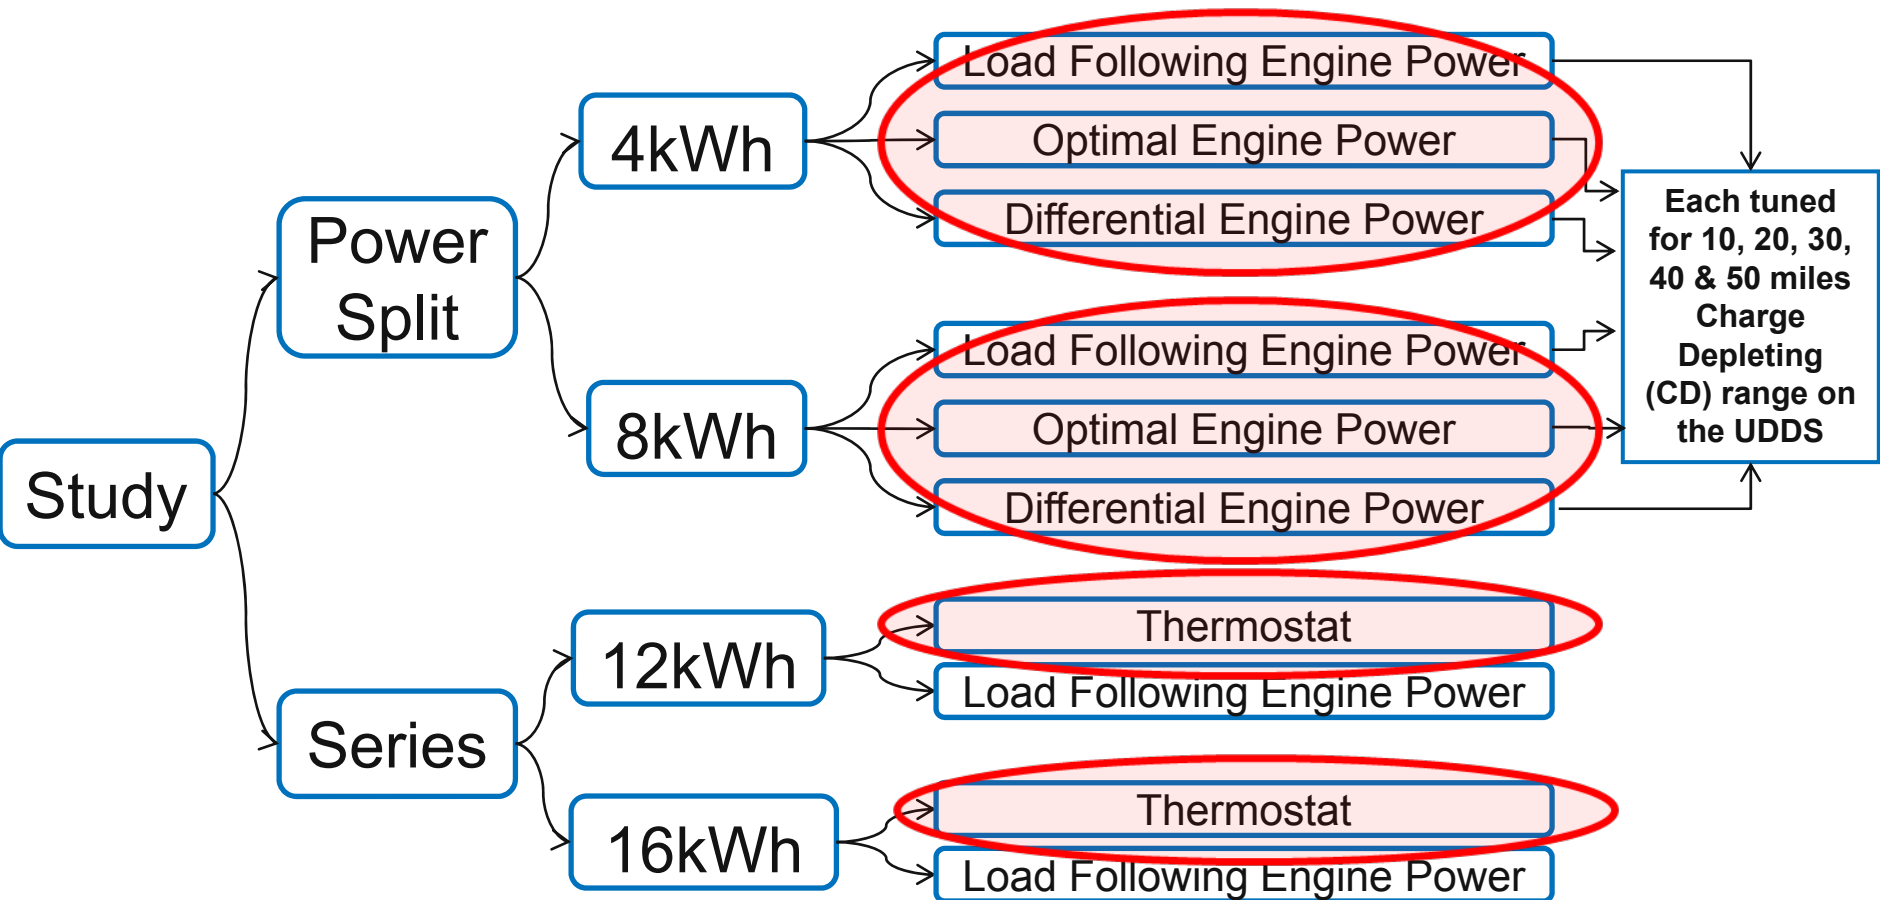 Study
Power
Split
Series
4kWh
8kWh
12kWh
16kWh
Load Following Engine Power
Optimal Engine Power
Differential Engine Power
Load Following Engine Power
Optimal Engine Power
Differential Engine Power
Thermostat
Load Following Engine Power
Thermostat
Load Following Engine Power
Each tuned
for 10, 20, 30,
40 & 50 miles
Charge
Depleting
(CD) range on
the UDDS